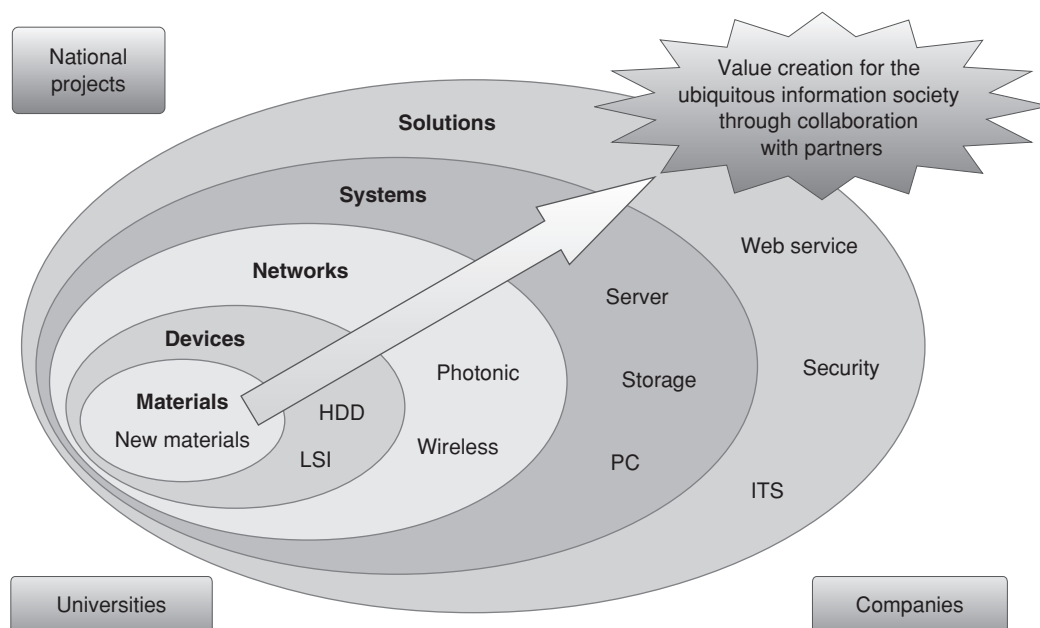 National
projects
Value creation for the
ubiquitous information society
through collaboration
with partners
Solutions
Systems
Networks
Devices
Materials
New materials
HDD
LSI
Photonic
Wireless
Server
Storage
PC
Web service
Security
ITS
Universities
Companies